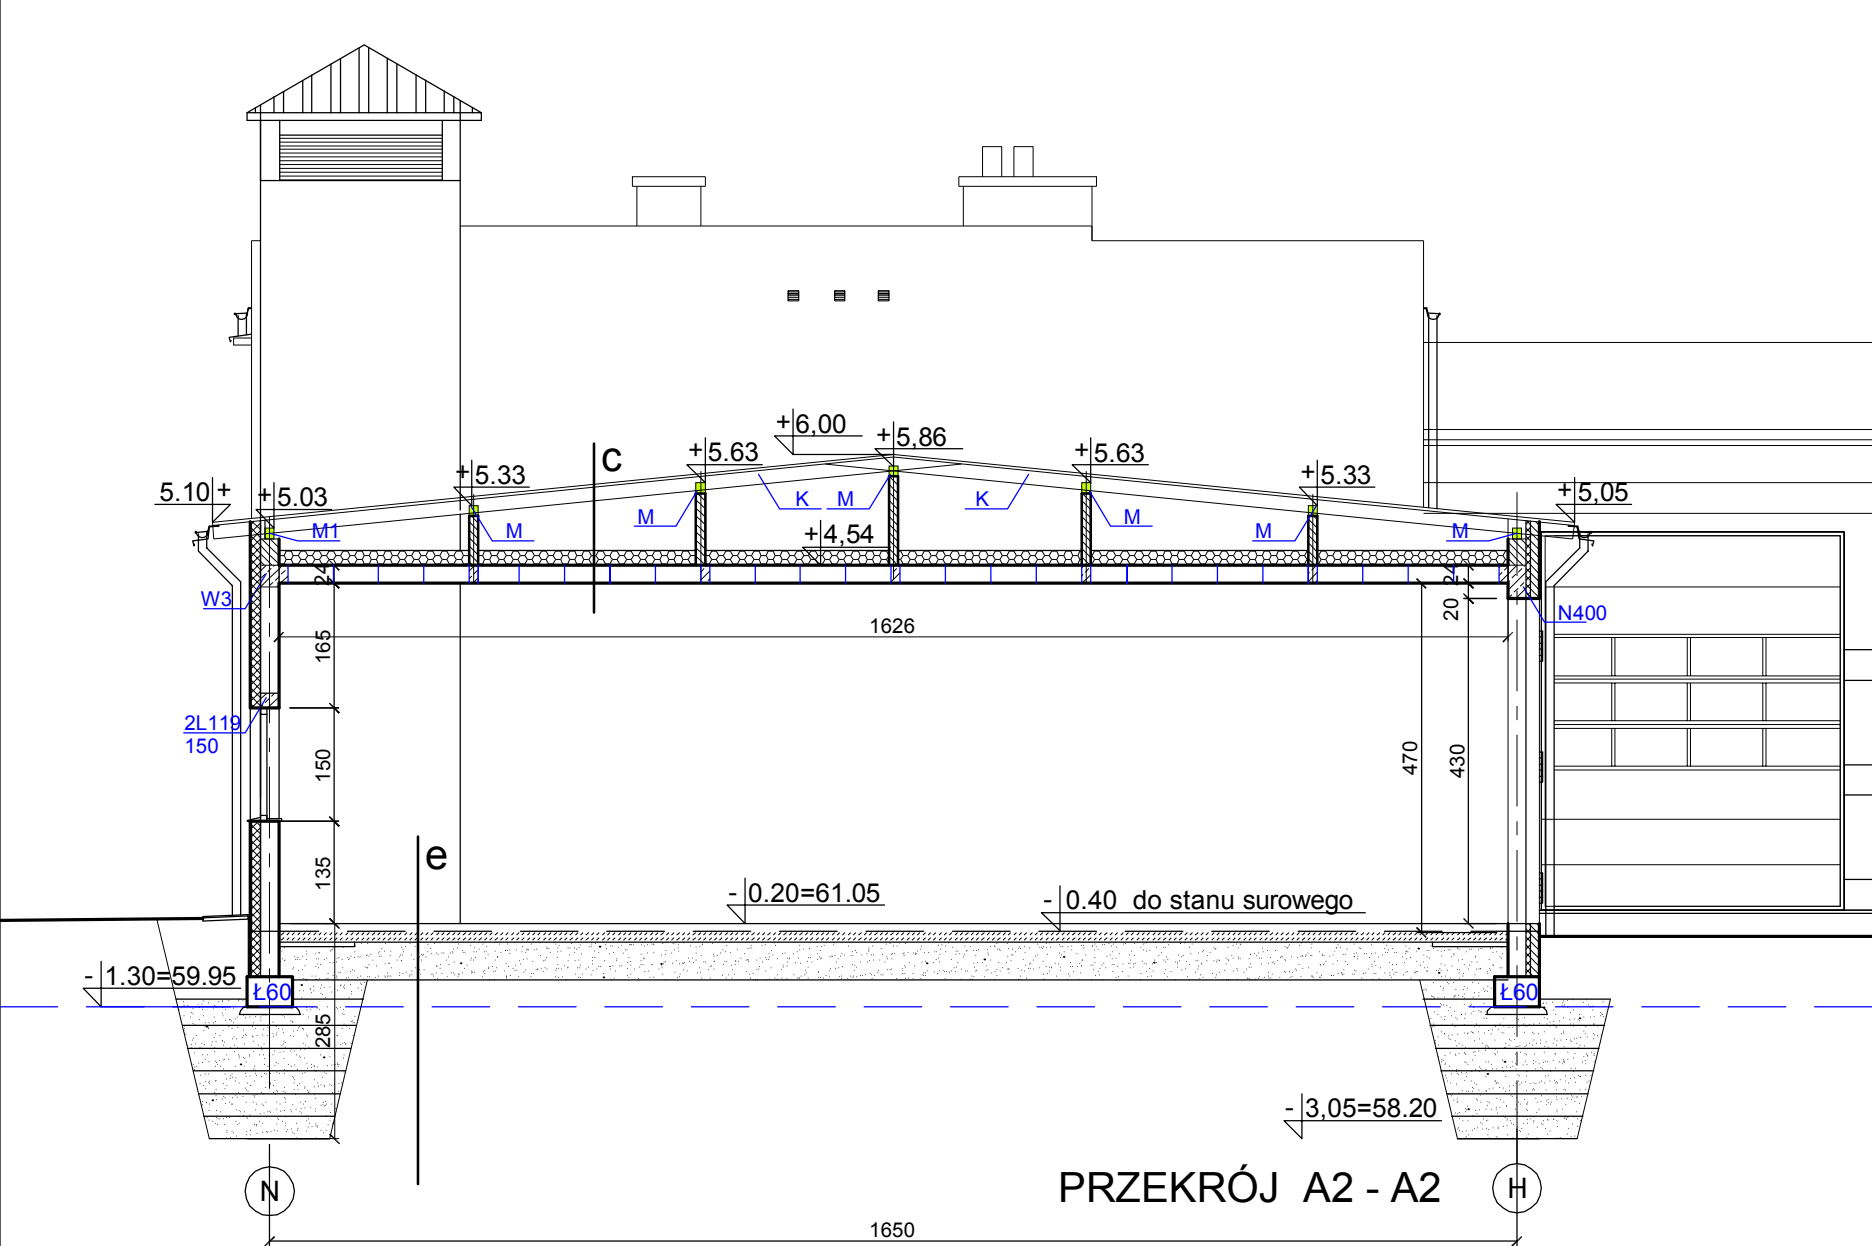 +6,00
+5,86
c
+5.63
+5.63
+5.33
+5.33
5.10+
+5.03
+5,05
K
M
K
M
M
M1
M
M
M
+4,54
24
24
W3
20
N400
1626
165
2L119
150
150
470
430
135
e
-0.20=61.05
-0.40 do stanu surowego
-1.30=59.95
Ł60
Ł60
285
-3,05=58.20
PRZEKRÓJ A2 - A2
N
H
1650